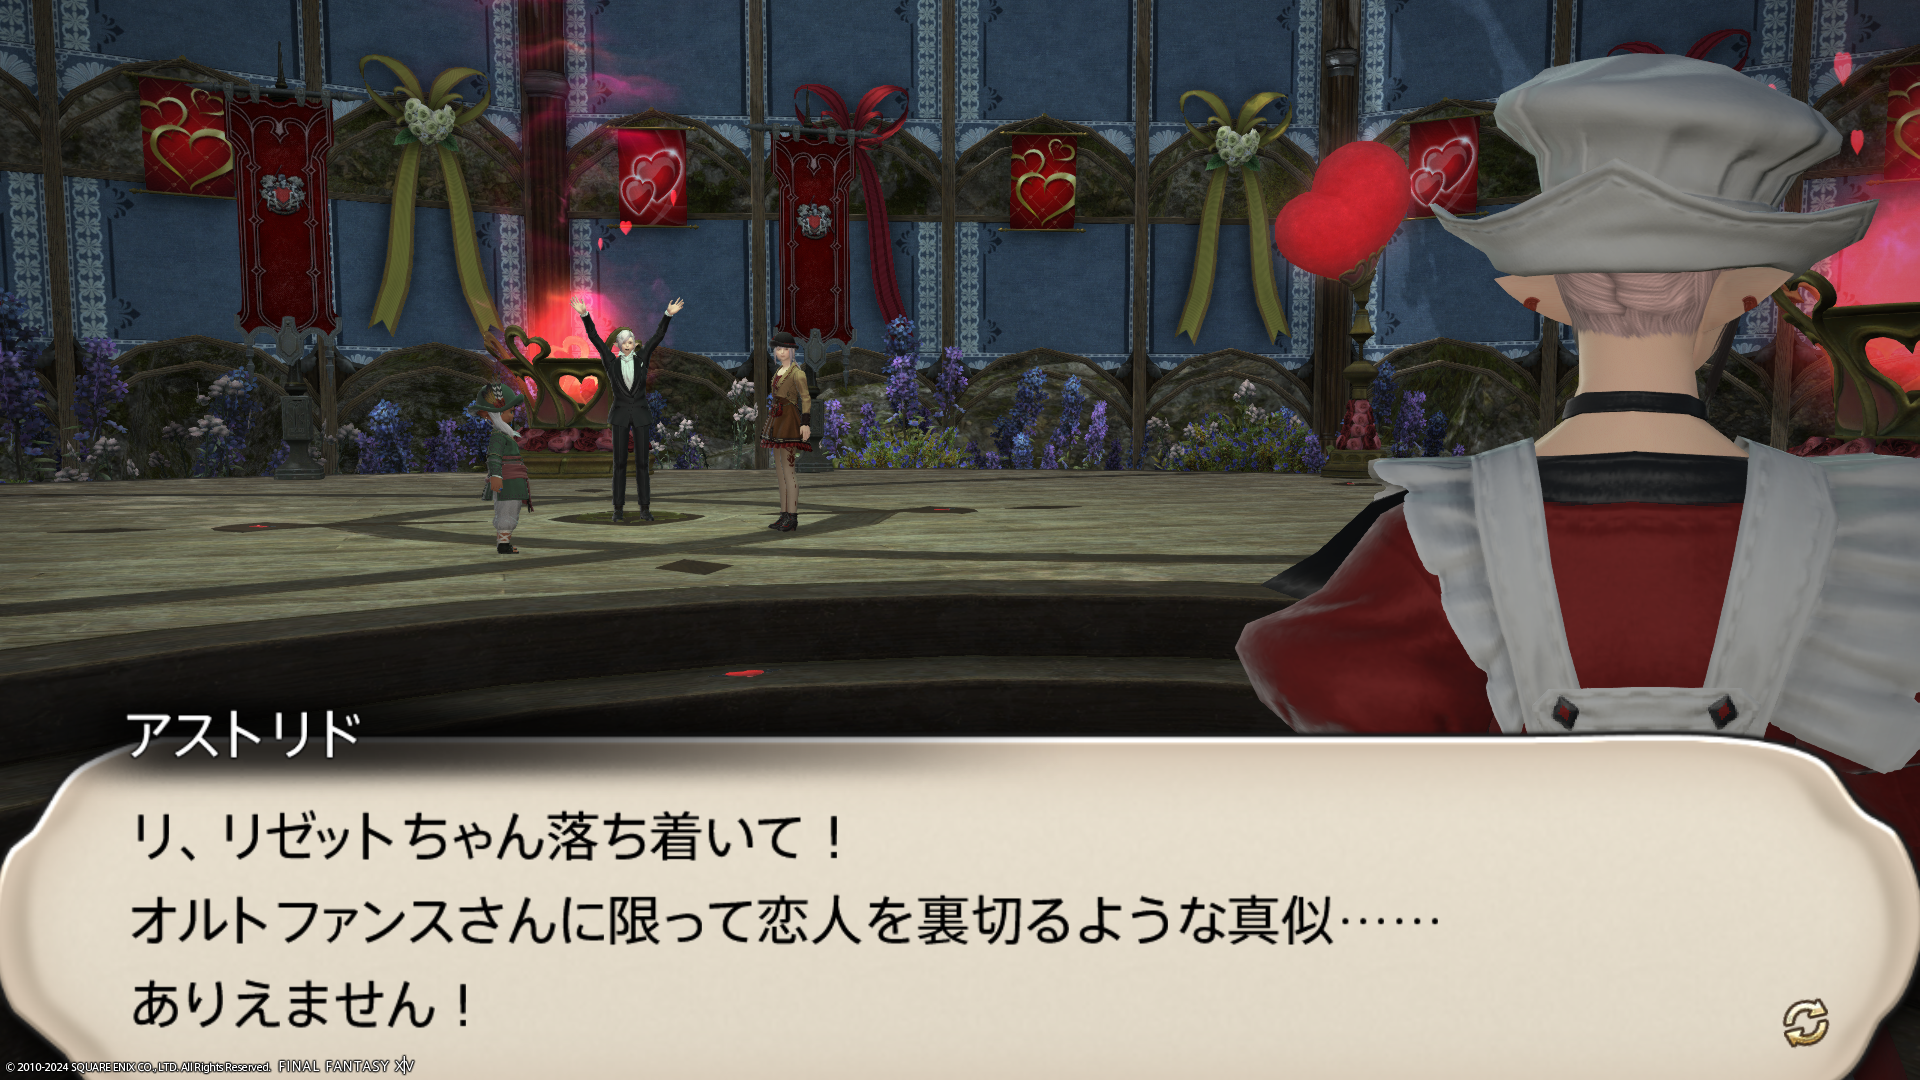 アストリド
リ、リゼットちゃん落ち着いて！
オルトファンスさんに限って恋人を裏切るような真似……
ありえません！
© 2010-2024 SQUARE ENIX CO., LTD. All Rights Reserved. FINAL FANTASY XIV